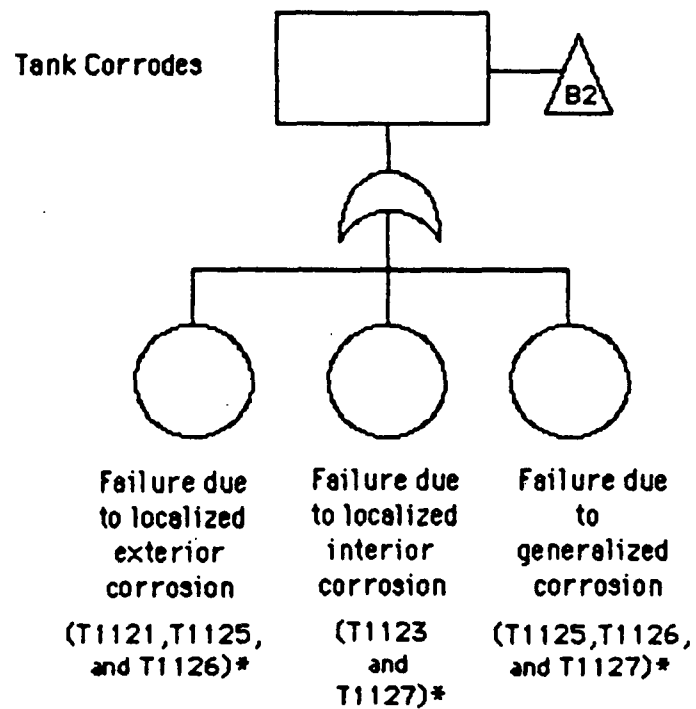 Tank Corrodes
B2
Failure due
to localized
exterior
corrosion
(T1121,T1125,
and T1126)*
Failure due
to localized
interior
corrosion
(T1123
and
T1127)*
Failure due
to
generalized
corrosion
(T1125,T1126,
and T1127)*